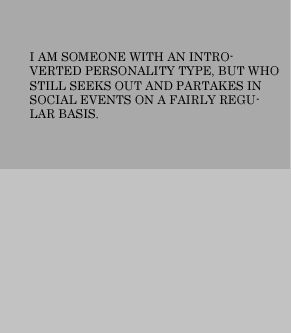 I AM SOMEONE WITH AN INTRO-
VERTED PERSONALITY TYPE, BUT WHO
STILL SEEKS OUT AND PARTAKES IN
SOCIAL EVENTS ON A FAIRLY REGU-
LAR BASIS.